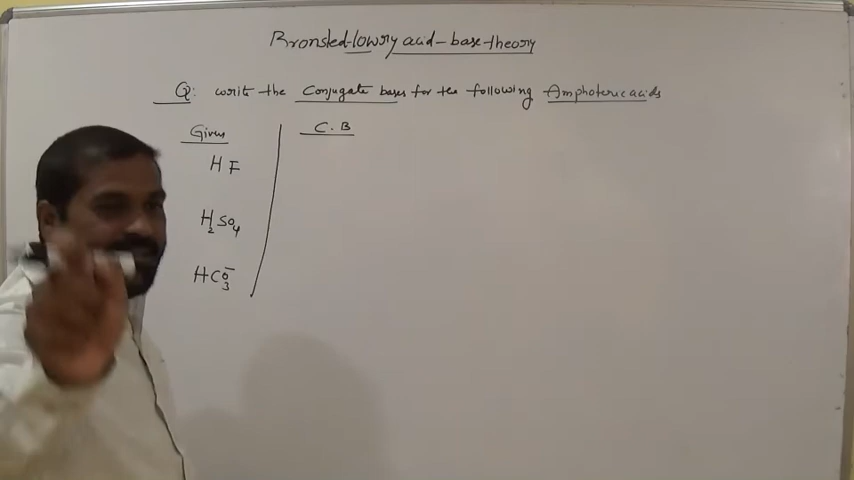 Bronsted-lowry acid-base-theory
Q: write the Conjugate bases for the following Amphoteric acids
Given C.B
HF
H₂SO₄
HCO₃⁻